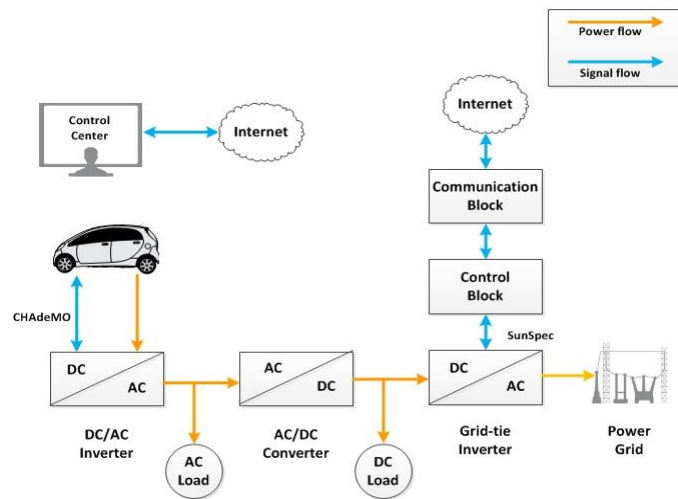 Power flow
Signal flow
Control
Center
Internet
Internet
Communication
Block
Control
Block
CHAdeMO
SunSpec
DC
AC
AC
DC
DC
AC
DC/AC
Inverter
AC
Load
AC/DC
Converter
DC
Load
Grid-tie
Inverter
Power
Grid